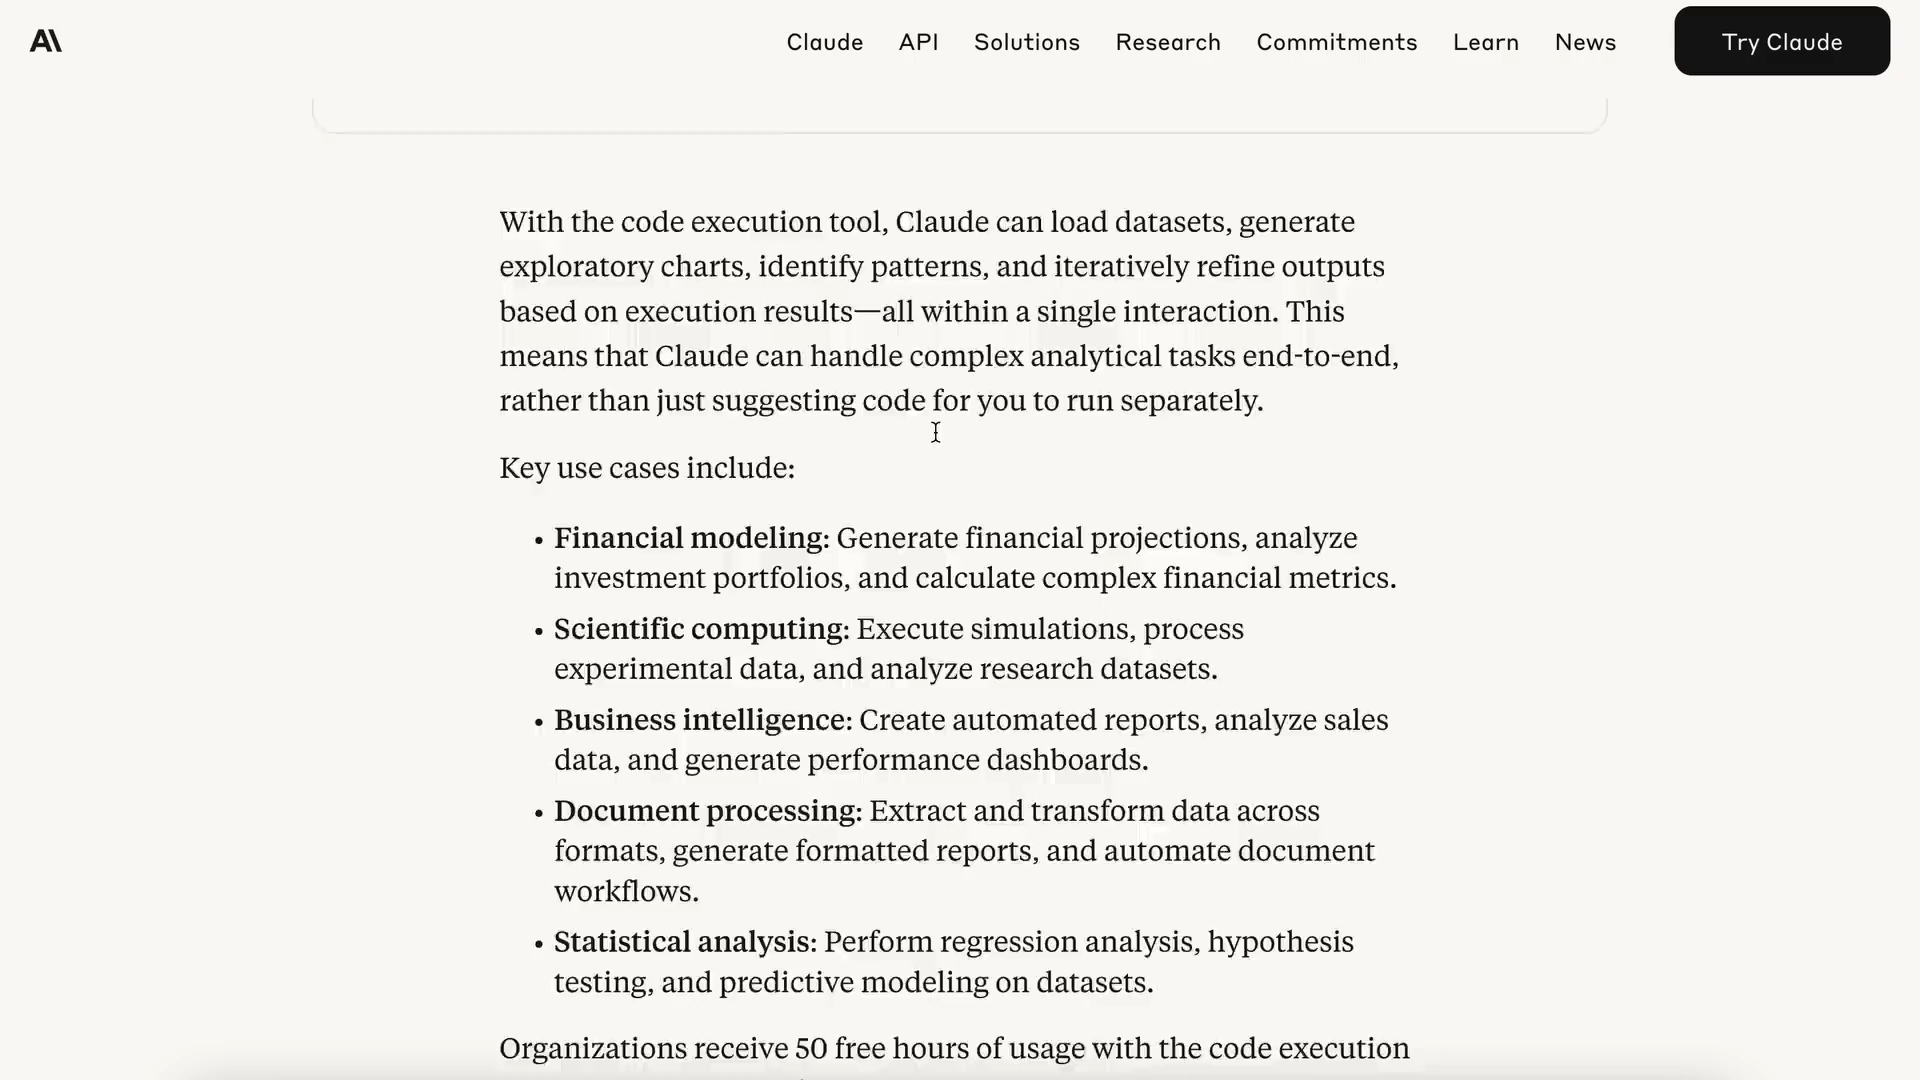 A\
Claude API Solutions Research Commitments Learn News Try Claude
With the code execution tool, Claude can load datasets, generate
exploratory charts, identify patterns, and iteratively refine outputs
based on execution results—all within a single interaction. This
means that Claude can handle complex analytical tasks end-to-end,
rather than just suggesting code for you to run separately.
Key use cases include:
• Financial modeling: Generate financial projections, analyze
investment portfolios, and calculate complex financial metrics.
• Scientific computing: Execute simulations, process
experimental data, and analyze research datasets.
• Business intelligence: Create automated reports, analyze sales
data, and generate performance dashboards.
• Document processing: Extract and transform data across
formats, generate formatted reports, and automate document
workflows.
• Statistical analysis: Perform regression analysis, hypothesis
testing, and predictive modeling on datasets.
Organizations receive 50 free hours of usage with the code execution